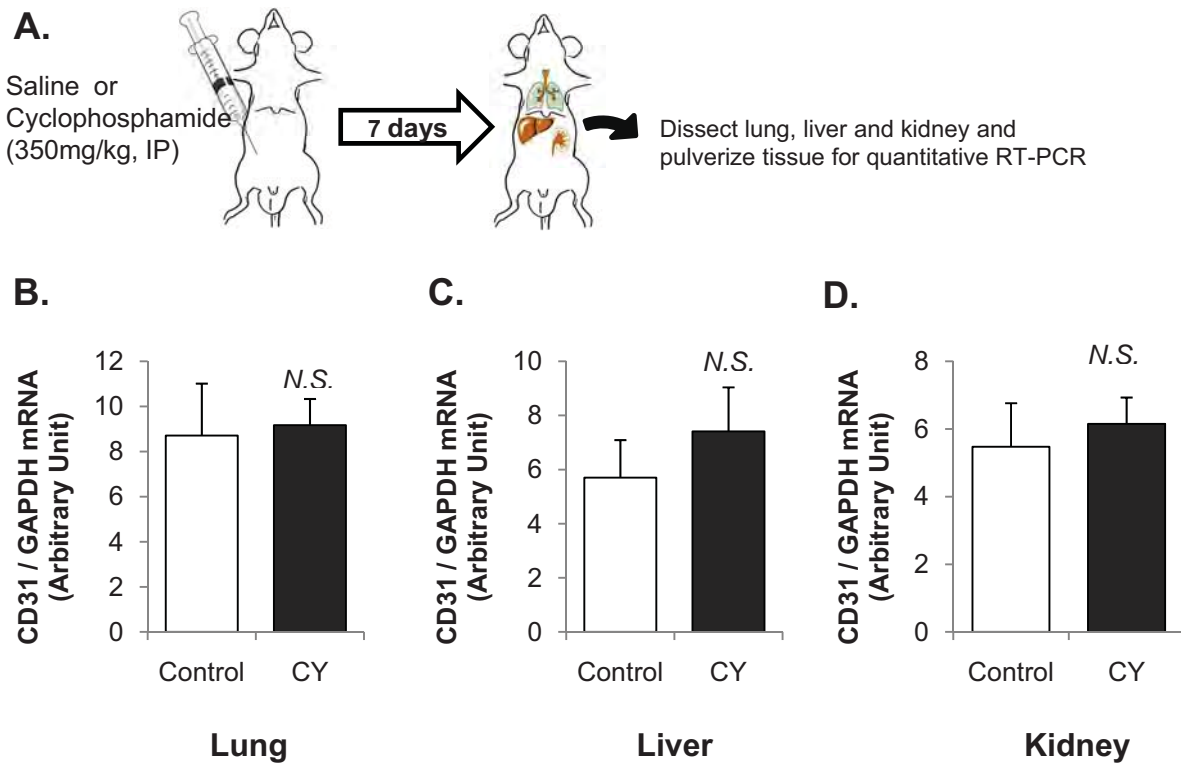 A.
Saline or
Cyclophosphamide
(350mg/kg, IP)
7 days
Dissect lung, liver and kidney and
pulverize tissue for quantitative RT-PCR
B.
CD31 / GAPDH mRNA
(Arbitrary Unit)
12
10
8
6
4
2
0
N.S.
Control CY
Lung
C.
CD31 / GAPDH mRNA
(Arbitrary Unit)
10
8
6
4
2
0
N.S.
Control CY
Liver
D.
CD31 / GAPDH mRNA
(Arbitrary Unit)
8
6
4
2
0
N.S.
Control CY
Kidney